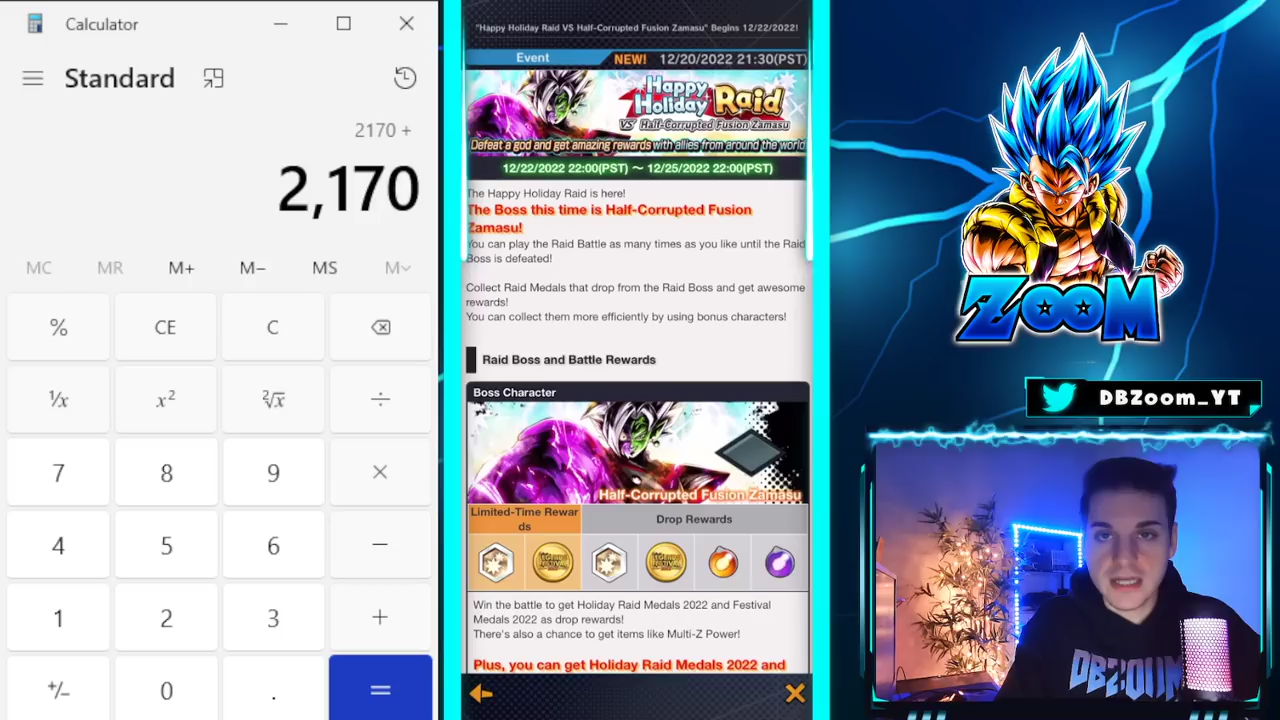 Calculator
Standard
2170 +
2,170
MC MR M+ M− MS M˅
% CE C
⅟x x² ²√x ÷
7 8 9 ×
4 5 6 −
1 2 3 +
+/− 0 . =
"Happy Holiday Raid VS Half-Corrupted Fusion Zamasu" Begins 12/22/2022!
Event NEW! 12/20/2022 21:30(PST)
Happy
Holiday Raid
VS Half-Corrupted Fusion Zamasu
Defeat a god and get amazing rewards with allies from around the world
12/22/2022 22:00(PST) ～ 12/25/2022 22:00(PST)
The Happy Holiday Raid is here!
The Boss this time is Half-Corrupted Fusion
Zamasu!
You can play the Raid Battle as many times as you like until the Raid
Boss is defeated!
Collect Raid Medals that drop from the Raid Boss and get awesome
rewards!
You can collect them more efficiently by using bonus characters!
Raid Boss and Battle Rewards
Boss Character
Half-Corrupted Fusion Zamasu
Limited-Time Rewar
ds
Drop Rewards
Win the battle to get Holiday Raid Medals 2022 and Festival
Medals 2022 as drop rewards!
There's also a chance to get items like Multi-Z Power!
Plus, you can get Holiday Raid Medals 2022 and
ZOOM
DBZoom_YT
DBZOOM